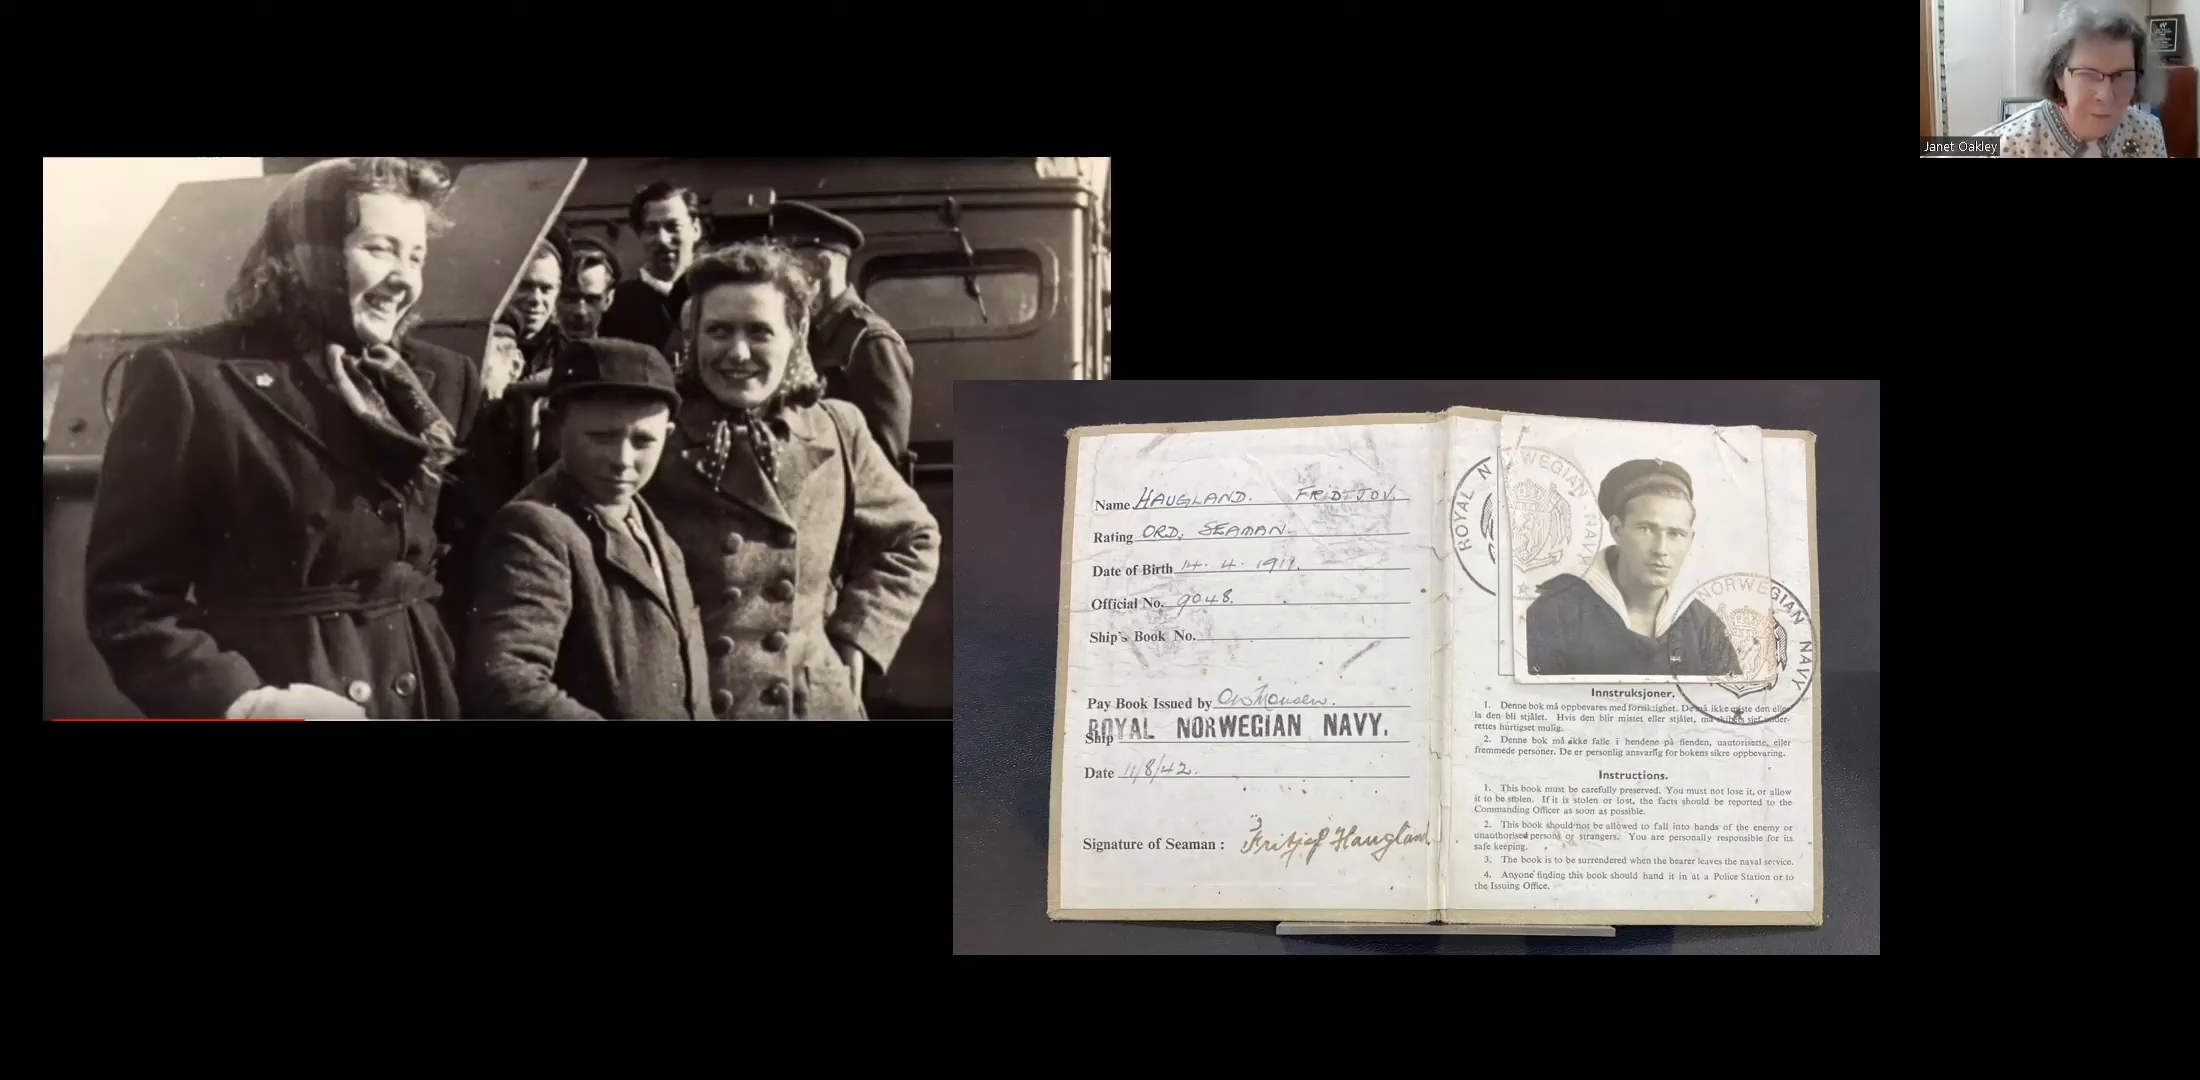 Janet Oakley
Name HAUGLAND. FRIDTJOV.
Rating ORD. SEAMAN.
Date of Birth 14. 4. 1919.
Official No. 9048.
Ship's Book No.
Pay Book Issued by
ROYAL NORWEGIAN NAVY.
Ship
Date 11/8/42.
Signature of Seaman : Fritjof Haugland
ROYAL N
NORWEGIAN NAVY
NORWEGIAN NAVY
Innstruksjoner.
1. Denne bok må oppbevares med forsiktighet. De må ikke miste den eller
la den bli stjålet. Hvis den blir mistet eller stjålet, må skibets sjef under-
rettes hurtigst mulig.
2. Denne bok må ikke falle i hendene på fienden, uautoriserte, eller
fremmede personer. De er personlig ansvarlig for bokens sikre oppbevaring.
Instructions.
1. This book must be carefully preserved. You must not lose it, or allow
it to be stolen. If it is stolen or lost, the facts should be reported to the
Commanding Officer as soon as possible.
2. This book should not be allowed to fall into hands of the enemy or
unauthorised persons or strangers. You are personally responsible for its
safe keeping.
3. The book is to be surrendered when the bearer leaves the naval service.
4. Anyone finding this book should hand it in at a Police Station or to
the Issuing Office.